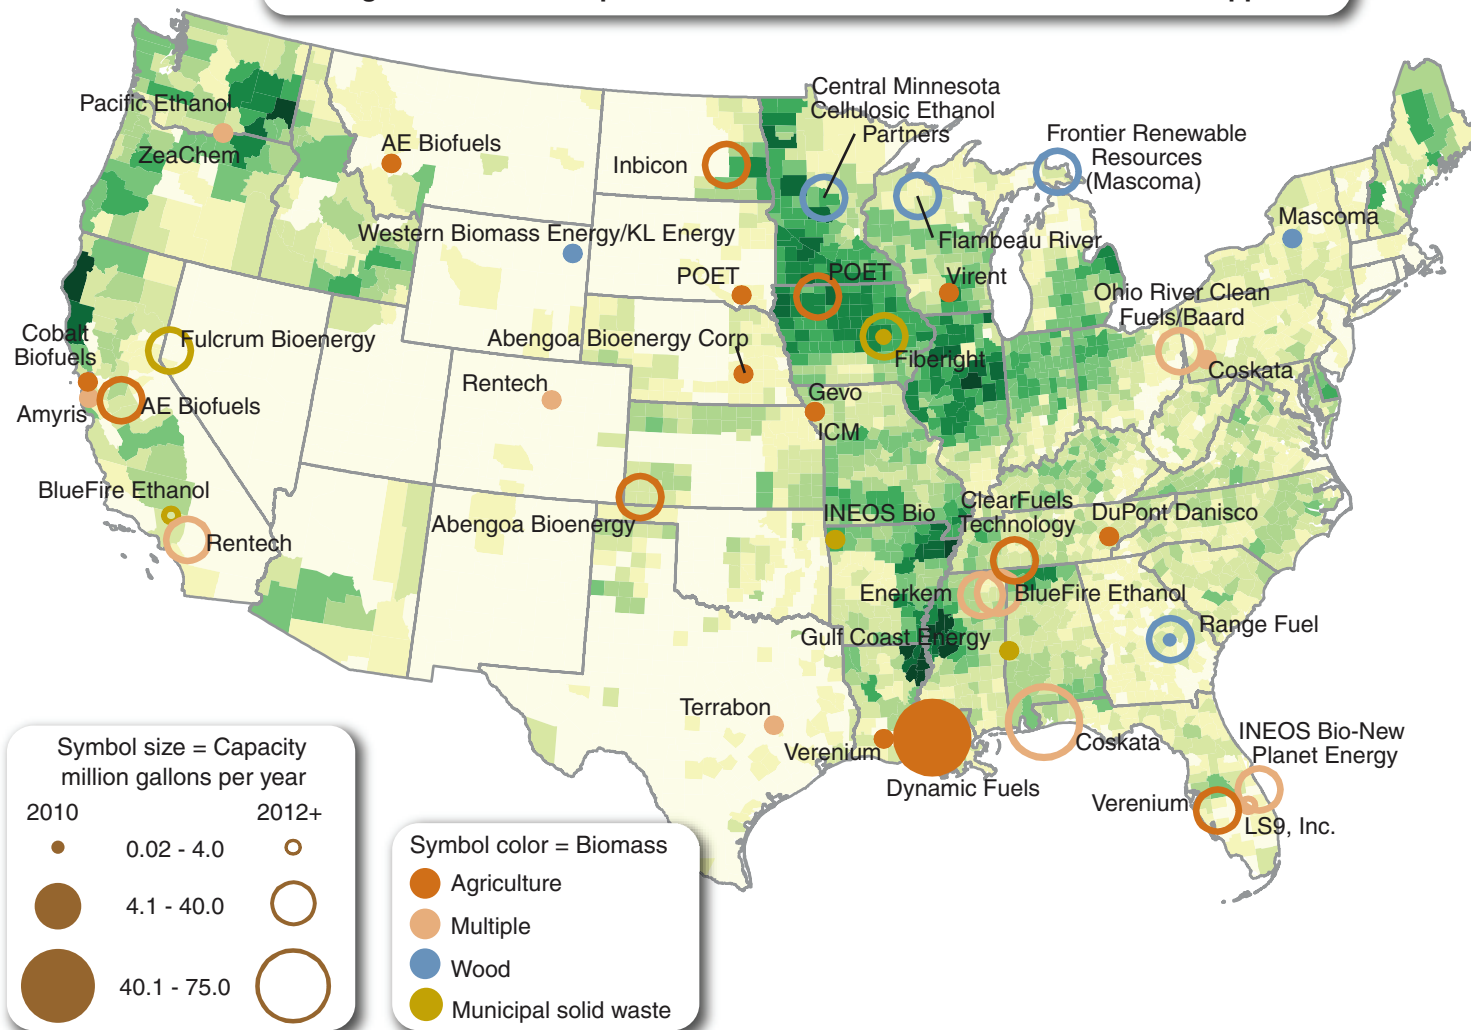 Central Minnesota
Cellulosic Ethanol
Partners
Pacific Ethanol
ZeaChem
AE Biofuels
Inbicon
Frontier Renewable
Resources
(Mascoma)
Mascoma
Western Biomass Energy/KL Energy
Flambeau River
POET
POET
Virent
Ohio River Clean
Fuels/Baard
Cobalt
Biofuels
Fulcrum Bioenergy
Abengoa Bioenergy Corp
Fiberight
Coskata
Rentech
Gevo
Amyris
AE Biofuels
ICM
BlueFire Ethanol
Rentech
Abengoa Bioenergy
INEOS Bio
ClearFuels
Technology
DuPont Danisco
Enerkem
BlueFire Ethanol
Gulf Coast Energy
Range Fuel
Terrabon
Verenium
Dynamic Fuels
Coskata
INEOS Bio-New
Planet Energy
Verenium
LS9, Inc.
Symbol size = Capacity
million gallons per year
2010
2012+
0.02 - 4.0
4.1 - 40.0
40.1 - 75.0
Symbol color = Biomass
Agriculture
Multiple
Wood
Municipal solid waste